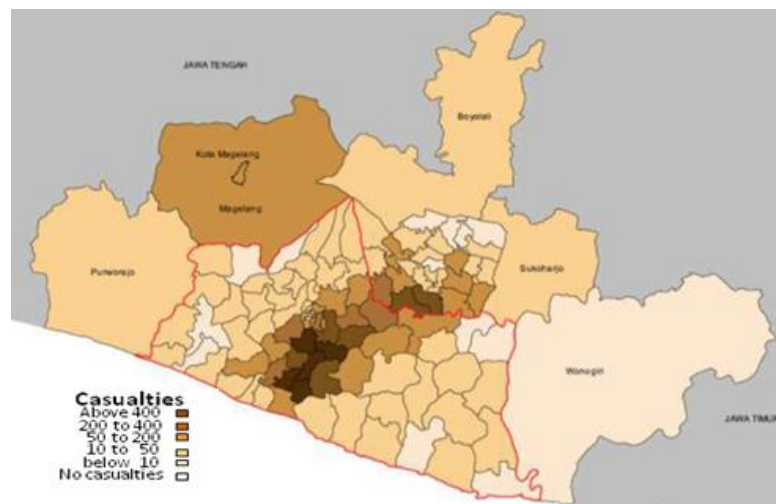 JAWA TENGAH
Boyolali
Kota Magelang
Magelang
Purworejo
Sukoharjo
Wonogiri
JAWA TIMUR
Casualties
Above 400
200 to 400
50 to 200
10 to 50
below 10
No casualties